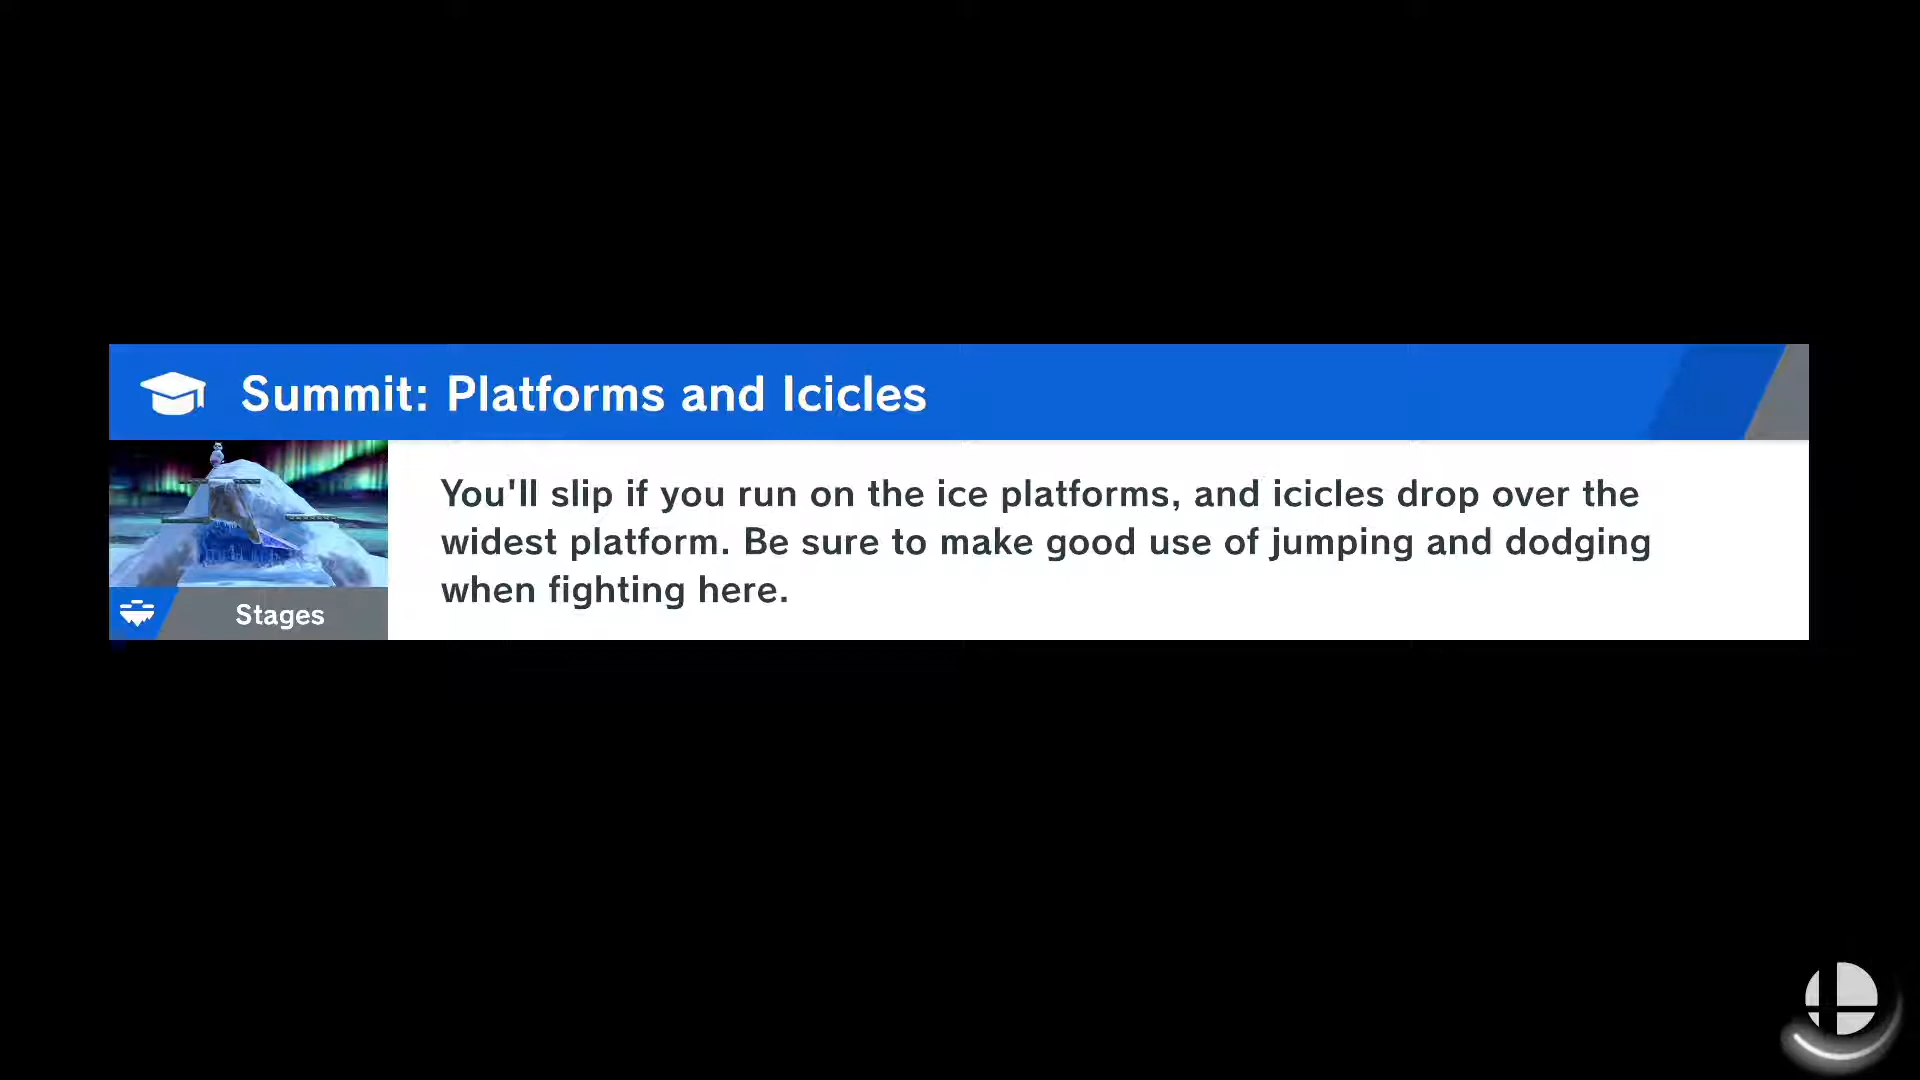 Summit: Platforms and Icicles
You'll slip if you run on the ice platforms, and icicles drop over the
widest platform. Be sure to make good use of jumping and dodging
when fighting here.
Stages